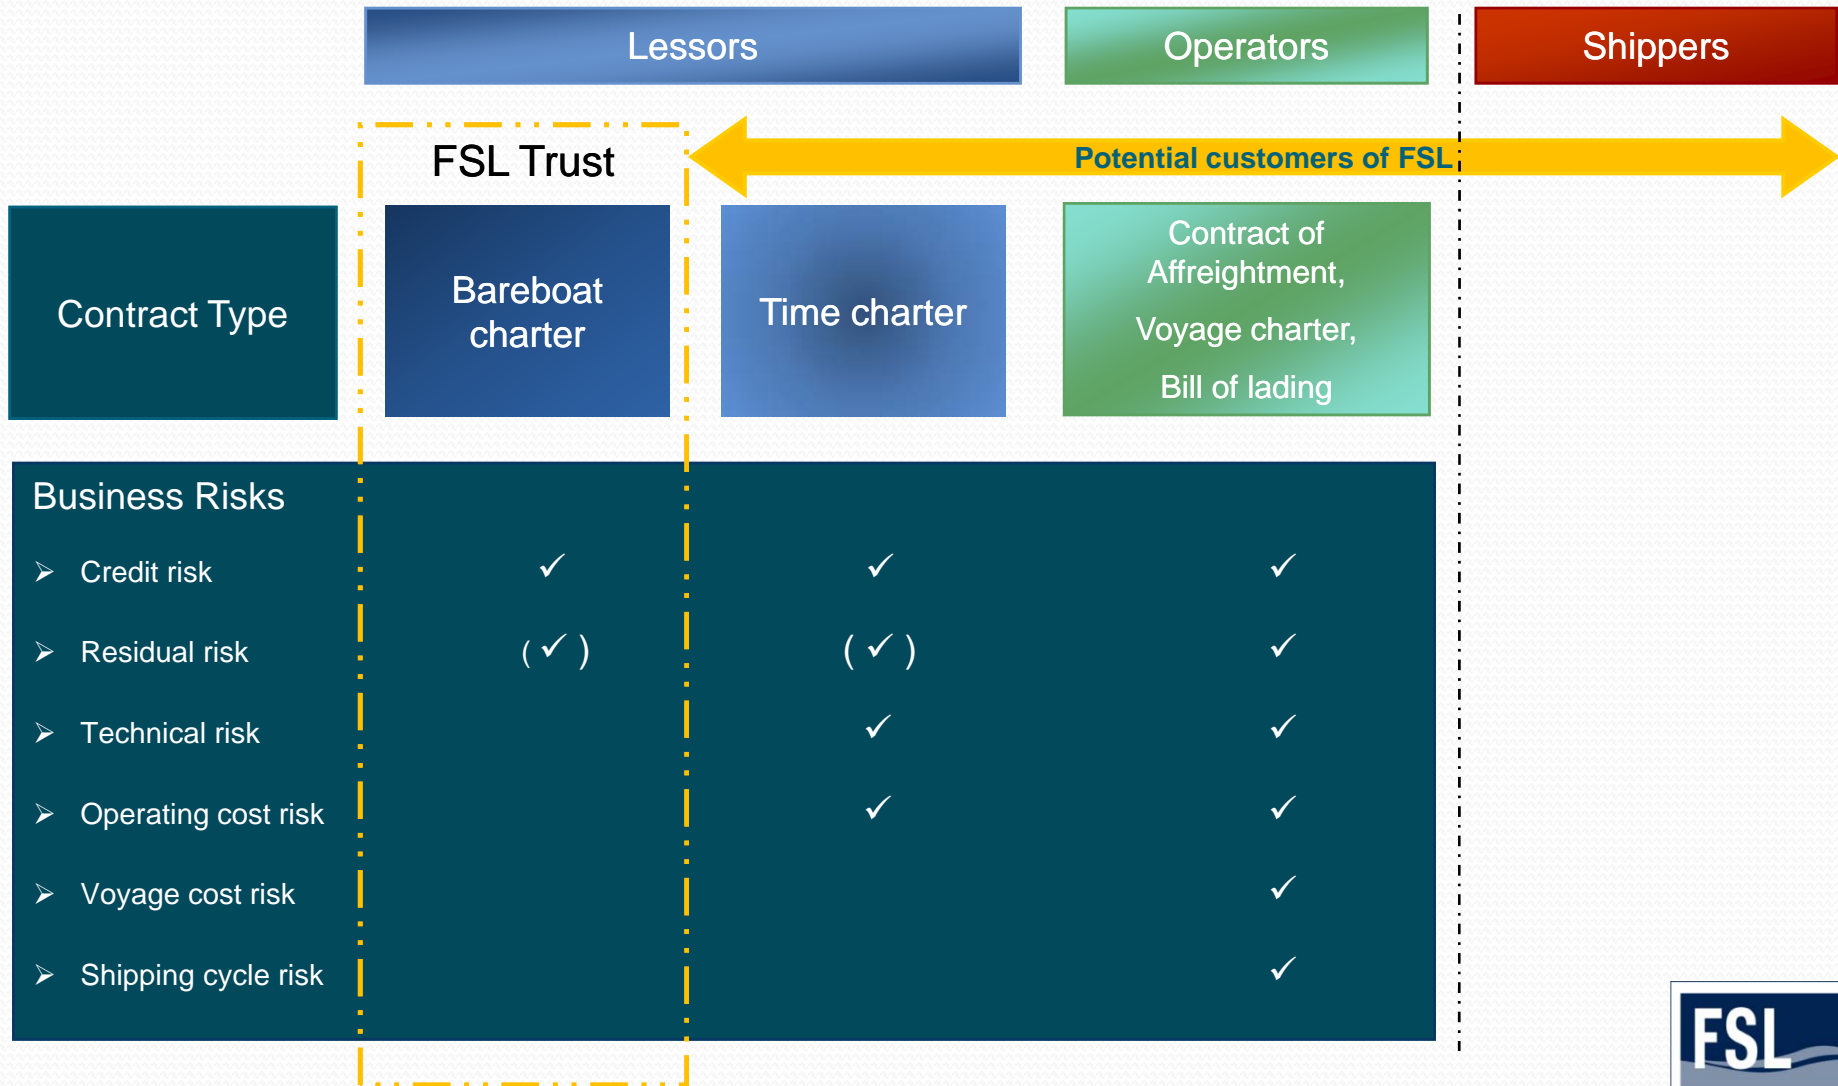 Lessors
Operators
Shippers
FSL Trust
Potential customers of FSL
Contract Type
Bareboat
charter
Time charter
Contract of
Affreightment,
Voyage charter,
Bill of lading
Business Risks
➢ Credit risk ✓ ✓ ✓
➢ Residual risk (✓) (✓) ✓
➢ Technical risk ✓ ✓
➢ Operating cost risk ✓ ✓
➢ Voyage cost risk ✓
➢ Shipping cycle risk ✓
FSL